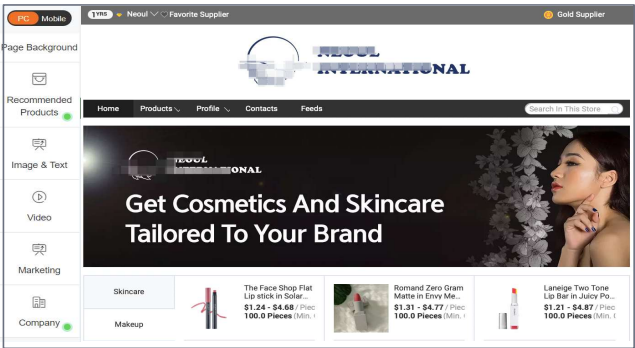 PC Mobile
1YRS Neoul Favorite Supplier
Gold Supplier
Page Background
Recommended
Products
Image & Text
Video
Marketing
Company
NEOUL
INTERNATIONAL
Home Products Profile Contacts Feeds
Search In This Store
NEOUL
INTERNATIONAL
Get Cosmetics And Skincare
Tailored To Your Brand
Skincare
Makeup
The Face Shop Flat
Lip stick in Solar...
$1.24 - $4.68 / Piec
100.0 Pieces (Min.
Romand Zero Gram
Matte in Envy Me...
$1.31 - $4.77 / Piec
100.0 Pieces (Min.
Laneige Two Tone
Lip Bar in Juicy Po...
$1.21 - $4.87 / Piec
100.0 Pieces (Min.